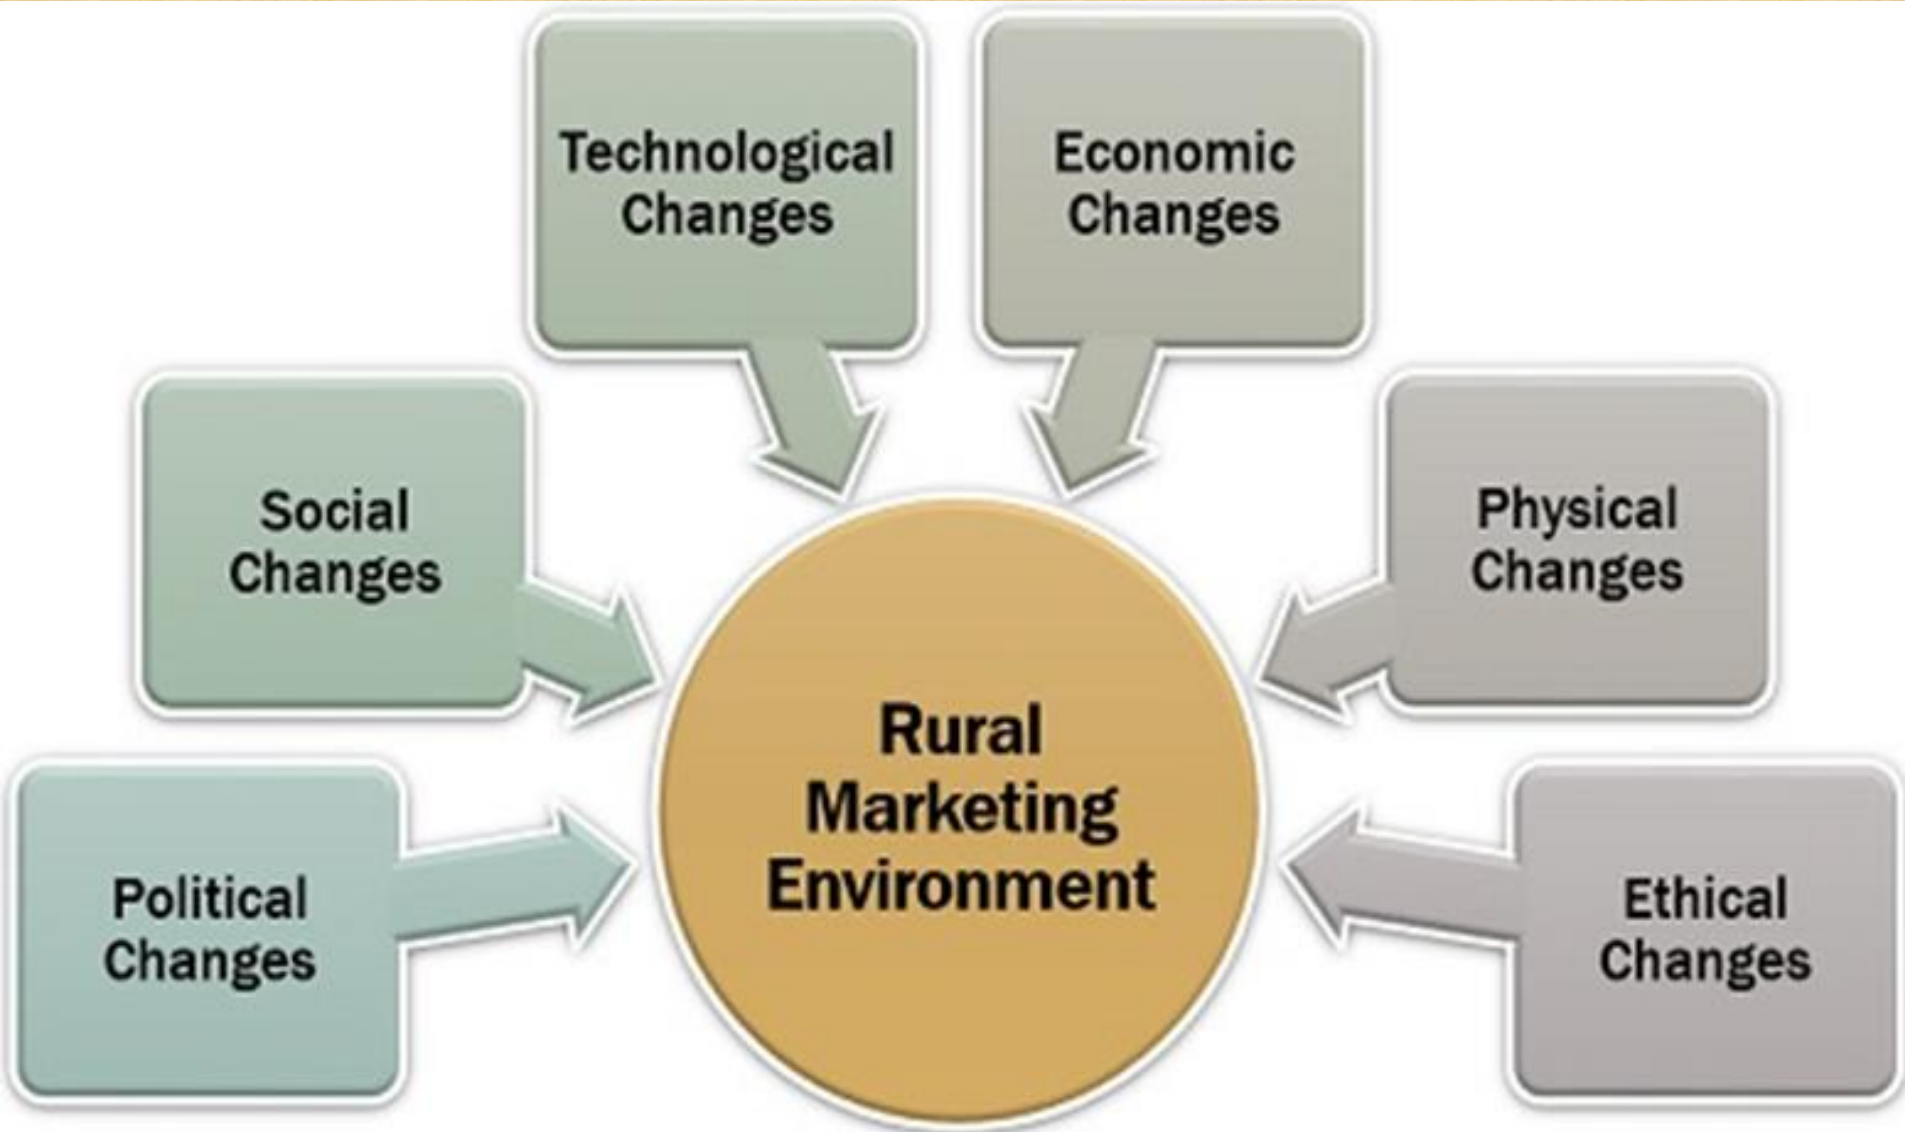 Technological
Changes
Economic
Changes
Social
Changes
Physical
Changes
Rural
Marketing
Environment
Political
Changes
Ethical
Changes